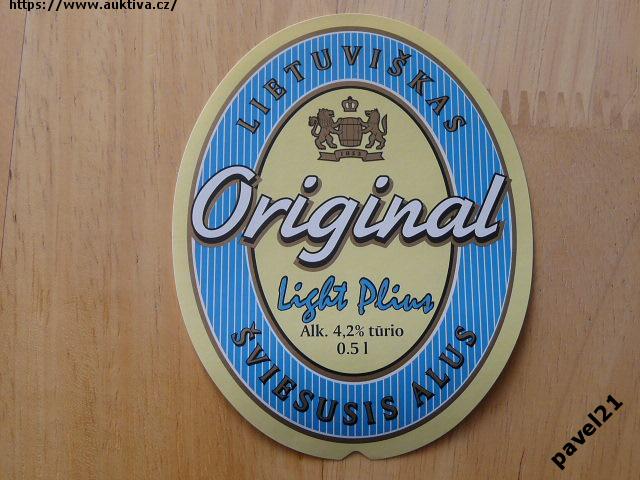 https://www.auktiva.cz/
LIETUVIŠKAS
Original
Light Plius
Alk. 4,2% tūrio
0.5 l
ŠVIESUSIS ALUS
pavel21